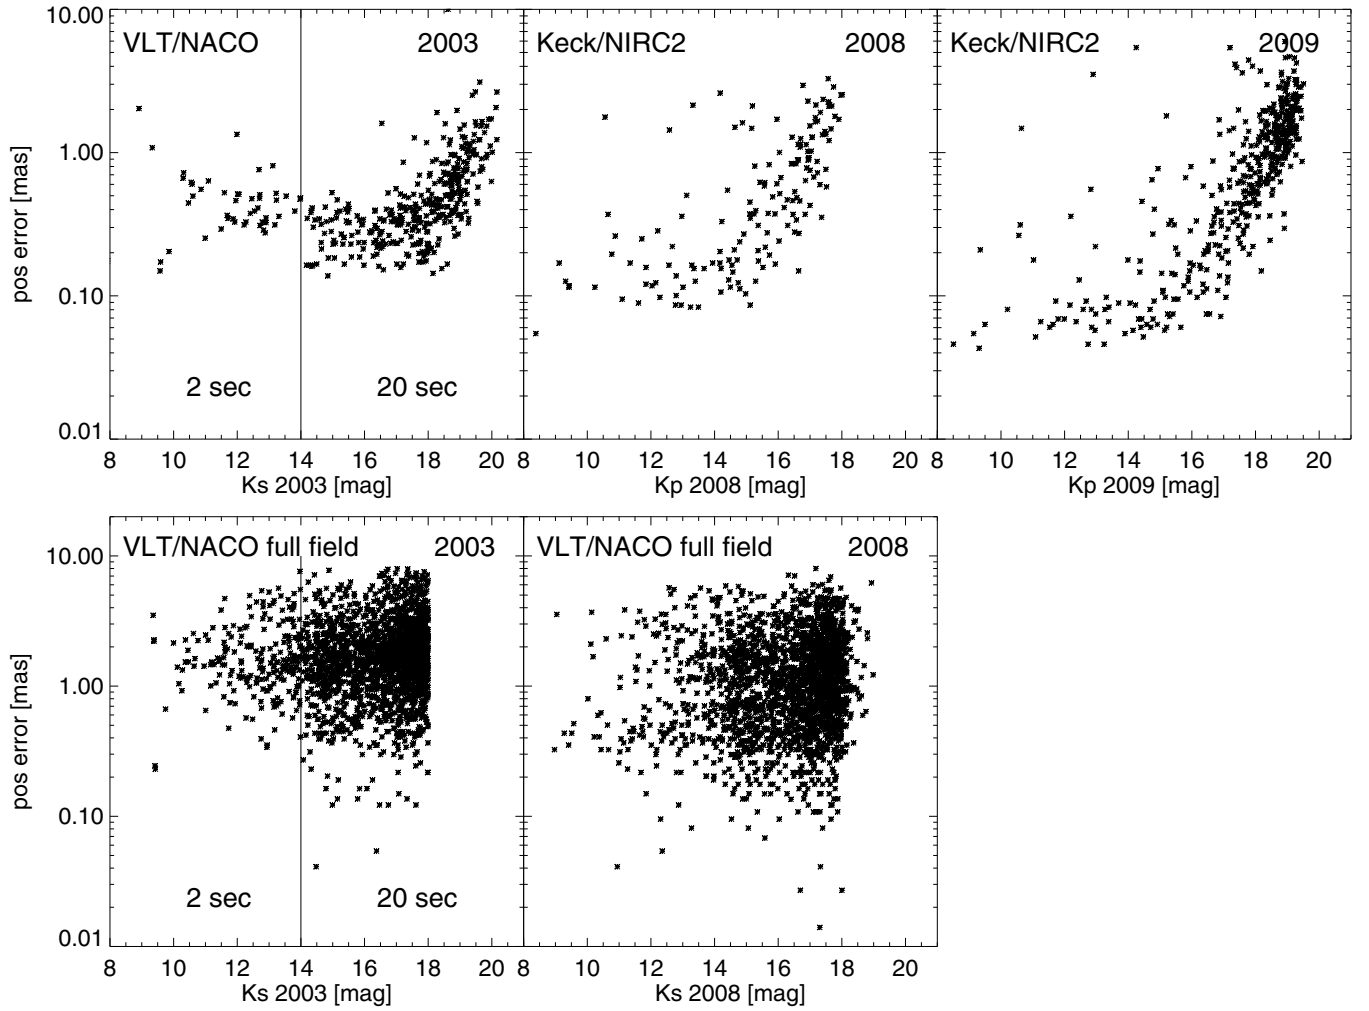 10.00
VLT/NACO 2003 Keck/NIRC2 2008 Keck/NIRC2 2009
1.00
pos error [mas]
0.10
2 sec 20 sec
0.01
8 10 12 14 16 18 20 8 10 12 14 16 18 20 8 10 12 14 16 18 20
Ks 2003 [mag] Kp 2008 [mag] Kp 2009 [mag]
VLT/NACO full field 2003 VLT/NACO full field 2008
10.00
1.00
pos error [mas]
0.10
2 sec 20 sec
0.01
8 10 12 14 16 18 20 8 10 12 14 16 18 20
Ks 2003 [mag] Ks 2008 [mag]